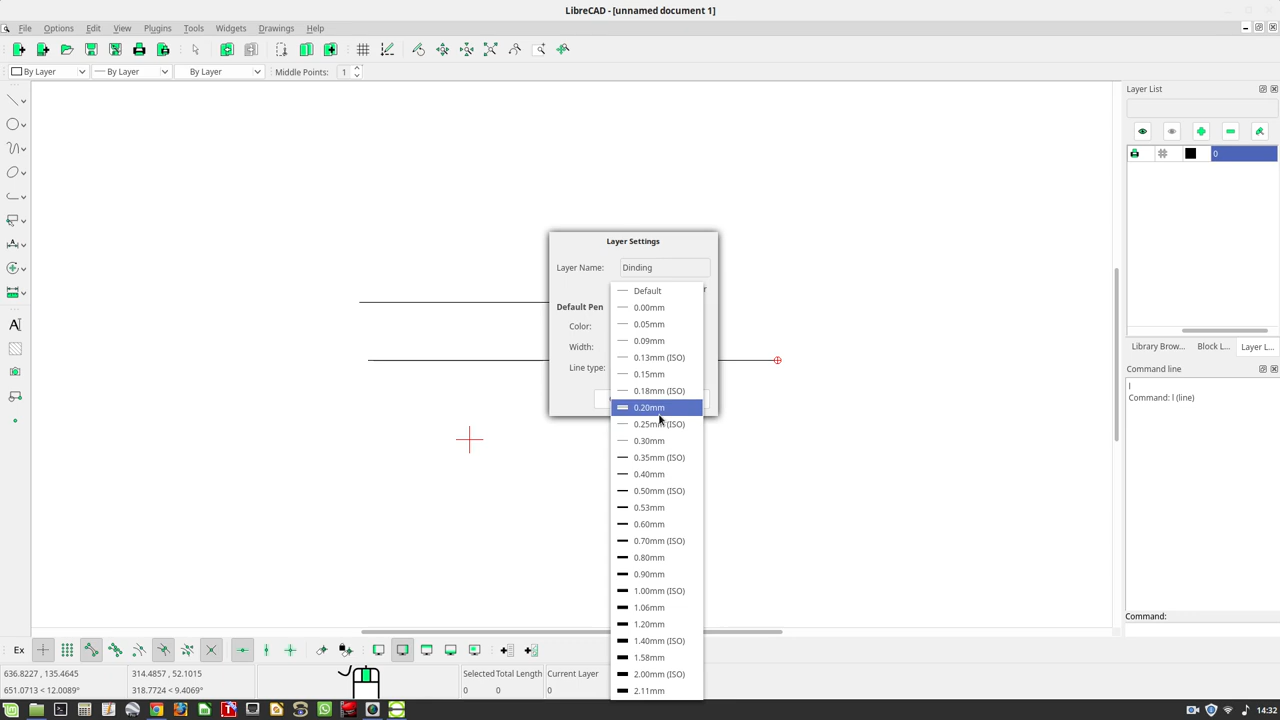 LibreCAD - [unnamed document 1]
File Options Edit View Plugins Tools Widgets Drawings Help
By Layer By Layer By Layer Middle Points: 1
Layer List
0
Library Brow... Block L... Layer L...
Command line
l
Command: l (line)
Command:
Layer Settings
Layer Name: Dinding
r
Default Pen
Color:
Width:
Line type:
Default
0.00mm
0.05mm
0.09mm
0.13mm (ISO)
0.15mm
0.18mm (ISO)
0.20mm
0.25mm (ISO)
0.30mm
0.35mm (ISO)
0.40mm
0.50mm (ISO)
0.53mm
0.60mm
0.70mm (ISO)
0.80mm
0.90mm
1.00mm (ISO)
1.06mm
1.20mm
1.40mm (ISO)
1.58mm
2.00mm (ISO)
2.11mm
A
Ex
636.8227 , 135.4645 314.4857 , 52.1015 Selected Total Length Current Layer
651.0713 < 12.0089° 318.7724 < 9.4069° 0 0 0
14:32